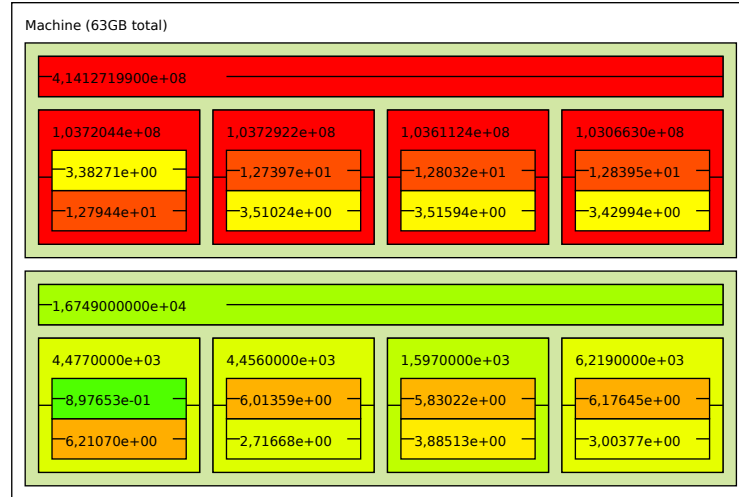 Machine (63GB total)
4,1412719900e+08
1,0372044e+08 1,0372922e+08 1,0361124e+08 1,0306630e+08
3,38271e+00 1,27397e+01 1,28032e+01 1,28395e+01
1,27944e+01 3,51024e+00 3,51594e+00 3,42994e+00
1,6749000000e+04
4,4770000e+03 4,4560000e+03 1,5970000e+03 6,2190000e+03
8,97653e-01 6,01359e+00 5,83022e+00 6,17645e+00
6,21070e+00 2,71668e+00 3,88513e+00 3,00377e+00